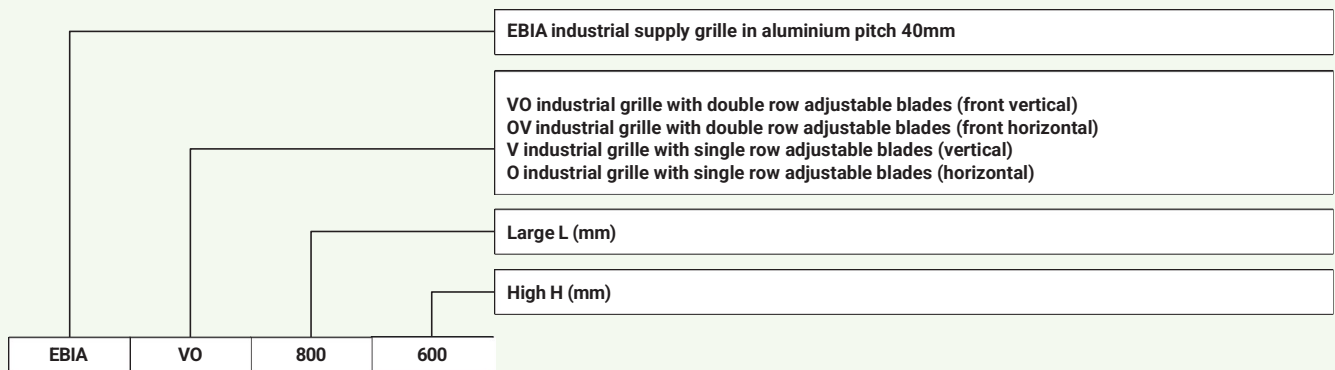 EBIA industrial supply grille in aluminium pitch 40mm
VO industrial grille with double row adjustable blades (front vertical)
OV industrial grille with double row adjustable blades (front horizontal)
V industrial grille with single row adjustable blades (vertical)
O industrial grille with single row adjustable blades (horizontal)
Large L (mm)
High H (mm)
EBIA VO 800 600